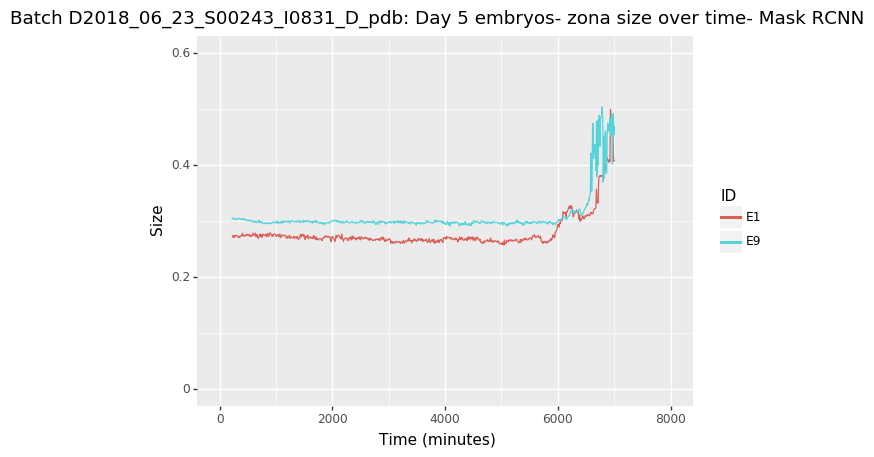 Batch D2018_06_23_S00243_I0831_D_pdb: Day 5 embryos- zona size over time- Mask RCNN
0.6
0.4
0.2
0
Size
0 2000 4000 6000 8000
Time (minutes)
ID
E1
E9